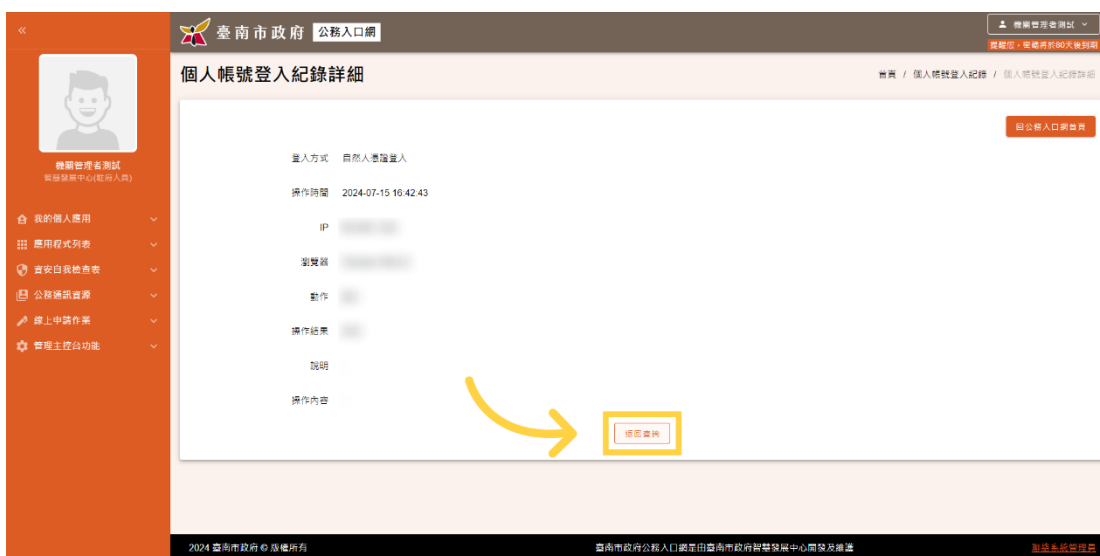 臺南市政府 公務入口網
機關管理者測試
提醒您，密碼將於80天後到期
個人帳號登入紀錄詳細
首頁 / 個人帳號登入紀錄 / 個人帳號登入紀錄詳細
回公務入口網首頁
機關管理者測試
智慧發展中心(駐府人員)
我的個人應用
應用程式列表
資安自我檢查表
公務通訊資源
線上申請作業
管理主控台功能
登入方式 自然人憑證登入
操作時間 2024-07-15 16:42:43
IP
瀏覽器
動作
操作結果
說明
操作內容
返回查詢
2024 臺南市政府 © 版權所有
臺南市政府公務入口網是由臺南市政府智慧發展中心開發及維護
聯絡系統管理員